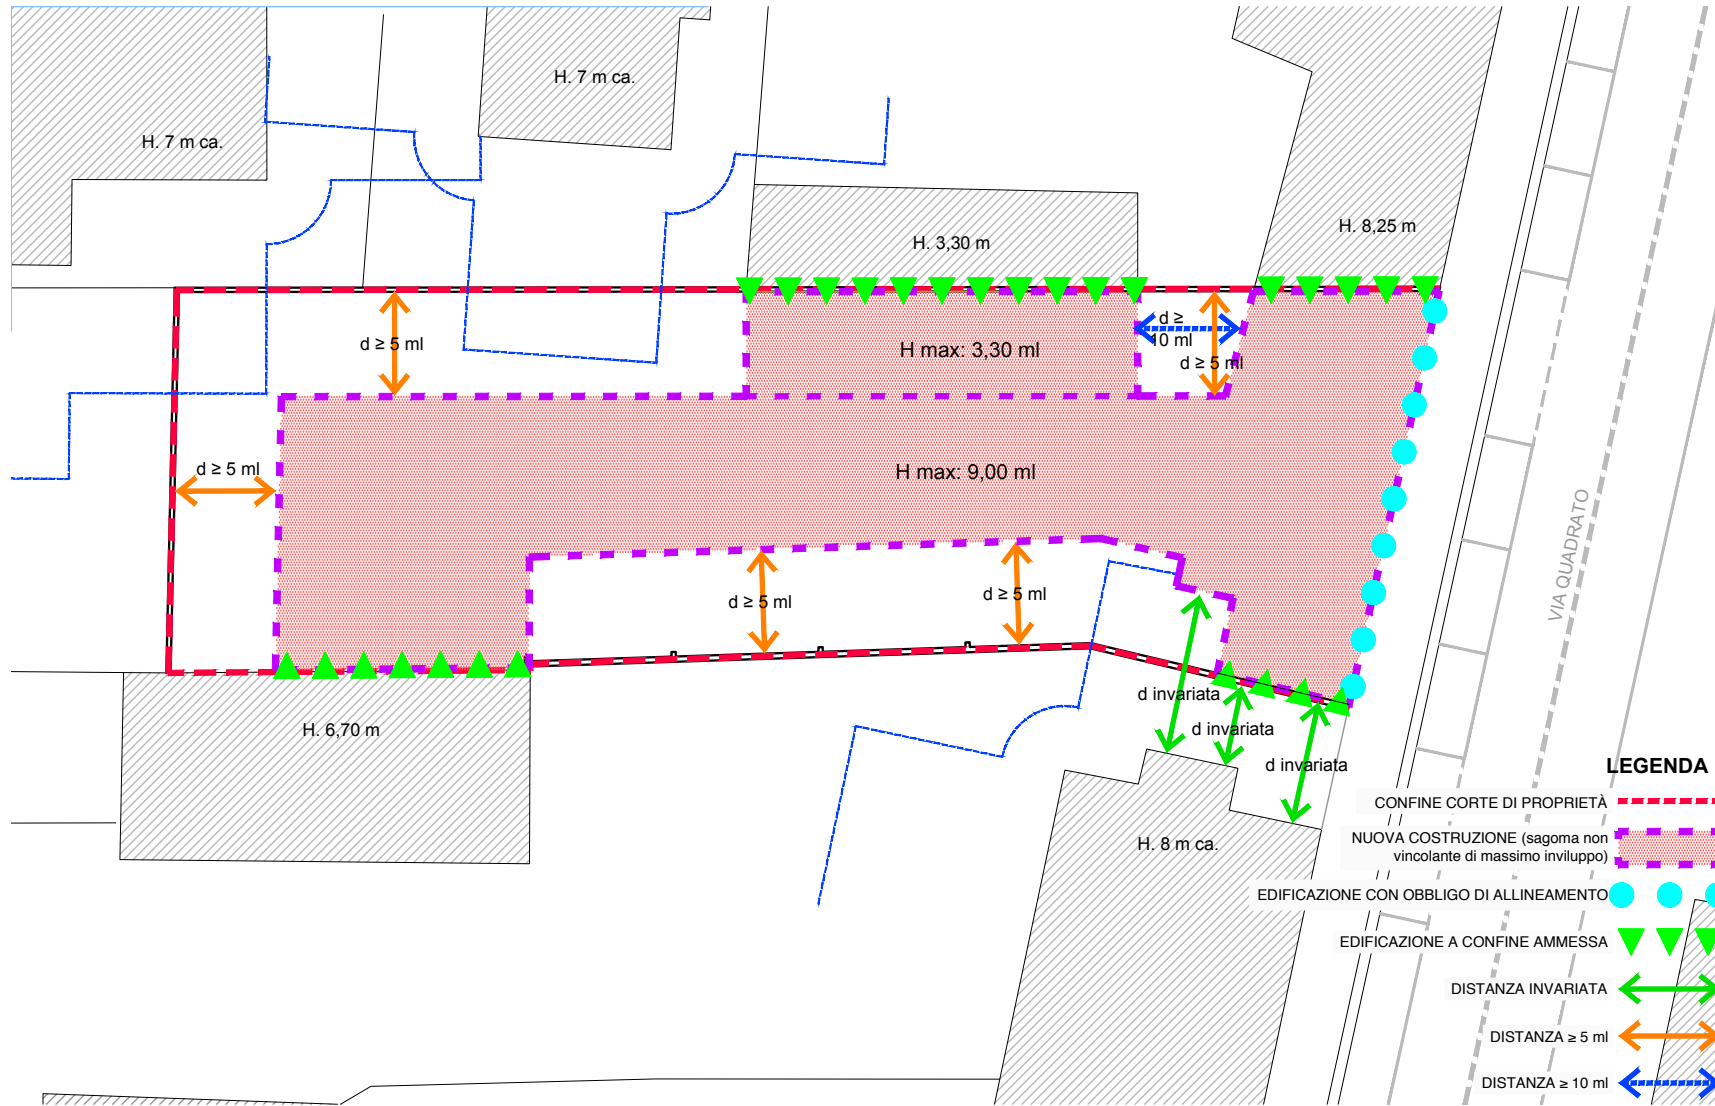 H. 7 m ca.
H. 7 m ca.
H. 8,25 m
H. 3,30 m
d ≥ 5 ml
H max: 3,30 ml
d ≥
10 ml
d ≥ 5 ml
d ≥ 5 ml
H max: 9,00 ml
VIA QUADRATO
d ≥ 5 ml
d ≥ 5 ml
d invariata
d invariata
d invariata
H. 6,70 m
H. 8 m ca.
LEGENDA
CONFINE CORTE DI PROPRIETÀ
NUOVA COSTRUZIONE (sagoma non
vincolante di massimo inviluppo)
EDIFICAZIONE CON OBBLIGO DI ALLINEAMENTO
EDIFICAZIONE A CONFINE AMMESSA
DISTANZA INVARIATA
DISTANZA ≥ 5 ml
DISTANZA ≥ 10 ml